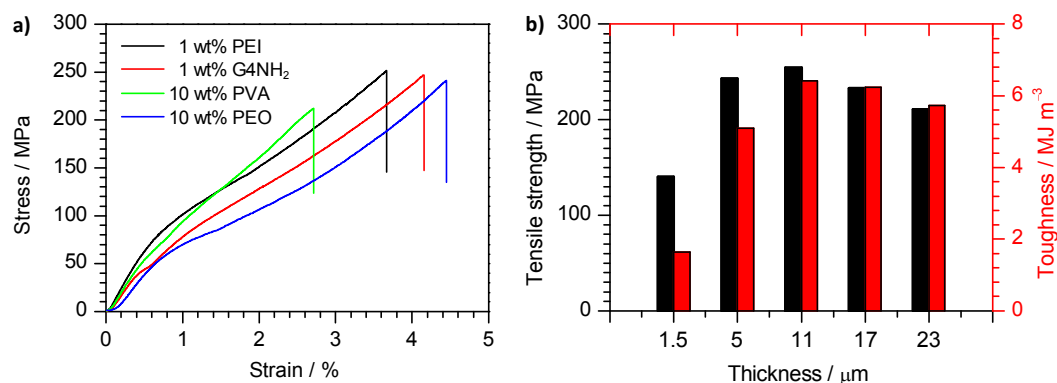 a)
300
250
200
150
100
50
0
Stress / MPa
1 wt% PEI
1 wt% G4NH₂
10 wt% PVA
10 wt% PEO
0 1 2 3 4 5
Strain / %
b)
300
200
100
0
Tensile strength / MPa
8
6
4
2
0
Toughness / MJ m⁻³
1.5 5 11 17 23
Thickness / μm